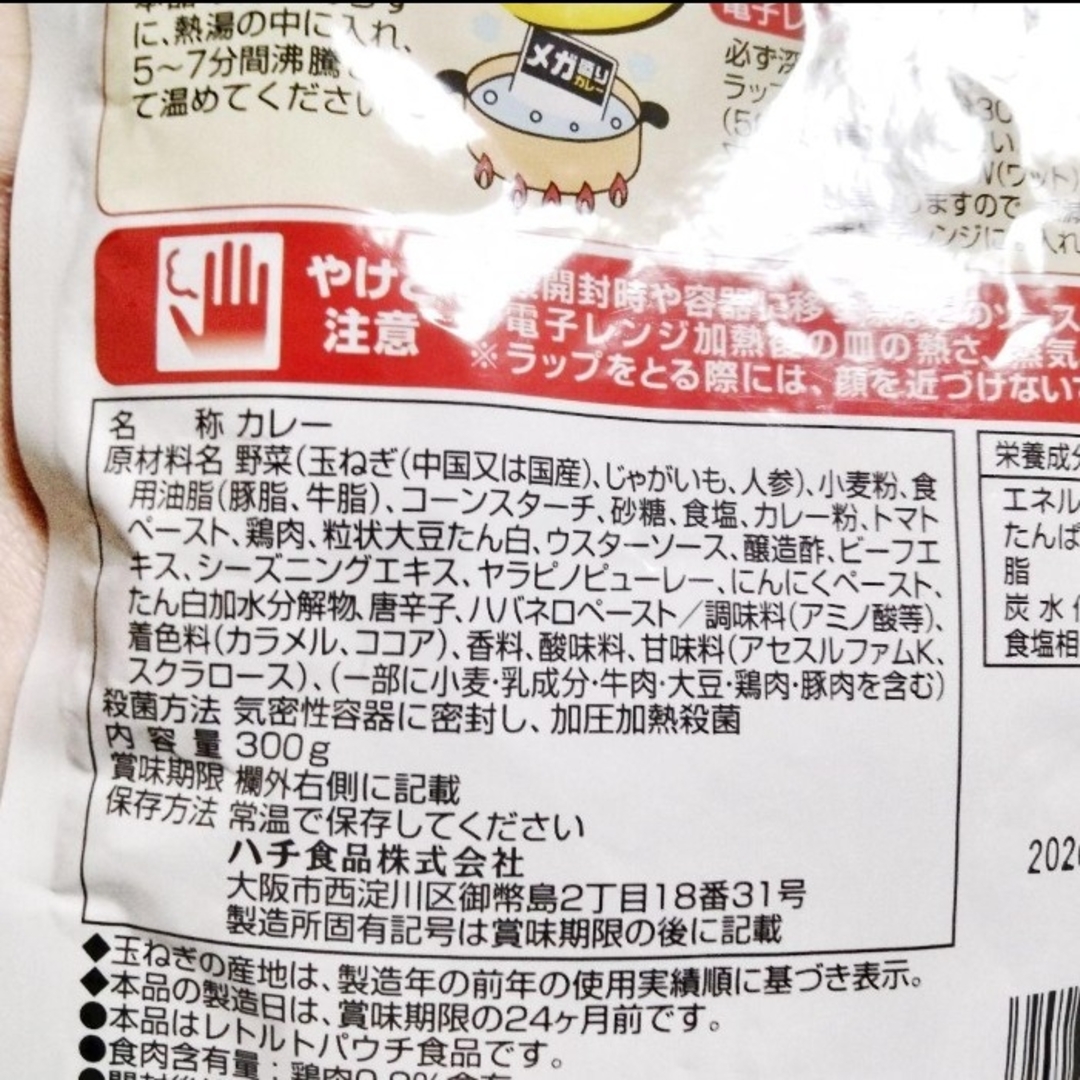 に、熱湯の中に入れ、
5〜7分間沸騰
て温めてください
メガ盛り
カレー
電子レ
必ず深
ラップ
W(ワット)
ますので
やけど
注意
開封時や容器に移
のソース
電子レンジ加熱後の皿の熱さ、蒸気
※ラップをとる際には、顔を近づけない
名称 カレー
原材料名 野菜(玉ねぎ(中国又は国産)、じゃがいも、人参)、小麦粉、食
用油脂(豚脂、牛脂)、コーンスターチ、砂糖、食塩、カレー粉、トマト
ペースト、鶏肉、粒状大豆たん白、ウスターソース、醸造酢、ビーフエ
キス、シーズニングエキス、ヤラピノピューレー、にんにくペースト、
たん白加水分解物、唐辛子、ハバネロペースト／調味料(アミノ酸等)、
着色料(カラメル、ココア)、香料、酸味料、甘味料(アセスルファムK、
スクラロース)、(一部に小麦・乳成分・牛肉・大豆・鶏肉・豚肉を含む)
殺菌方法 気密性容器に密封し、加圧加熱殺菌
内容量 300g
賞味期限 欄外右側に記載
保存方法 常温で保存してください
ハチ食品株式会社
大阪市西淀川区御幣島2丁目18番31号
製造所固有記号は賞味期限の後に記載
栄養成分
エネル
たんぱ
脂
炭水
食塩相
202
◆玉ねぎの産地は、製造年の前年の使用実績順に基づき表示。
◆本品の製造日は、賞味期限の24ヶ月前です。
●本品はレトルトパウチ食品です。
●食肉含有量:鶏肉